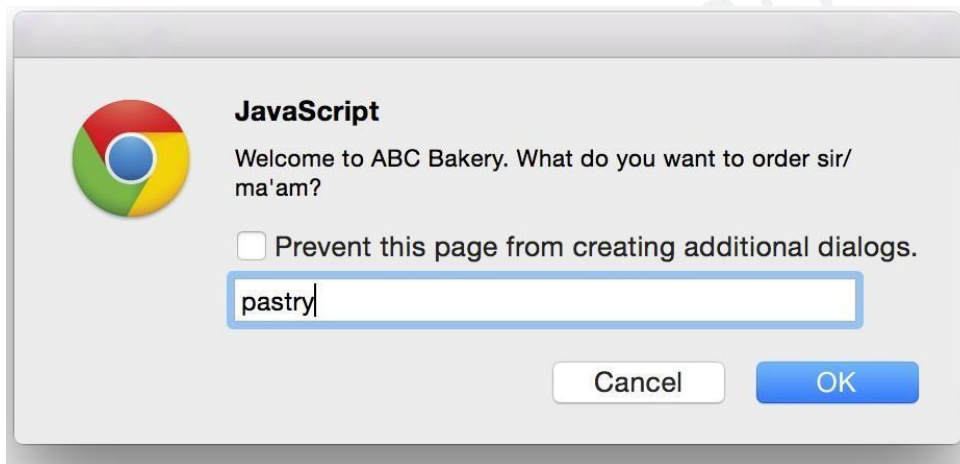 JavaScript
Welcome to ABC Bakery. What do you want to order sir/
ma'am?
Prevent this page from creating additional dialogs.
pastry
Cancel OK